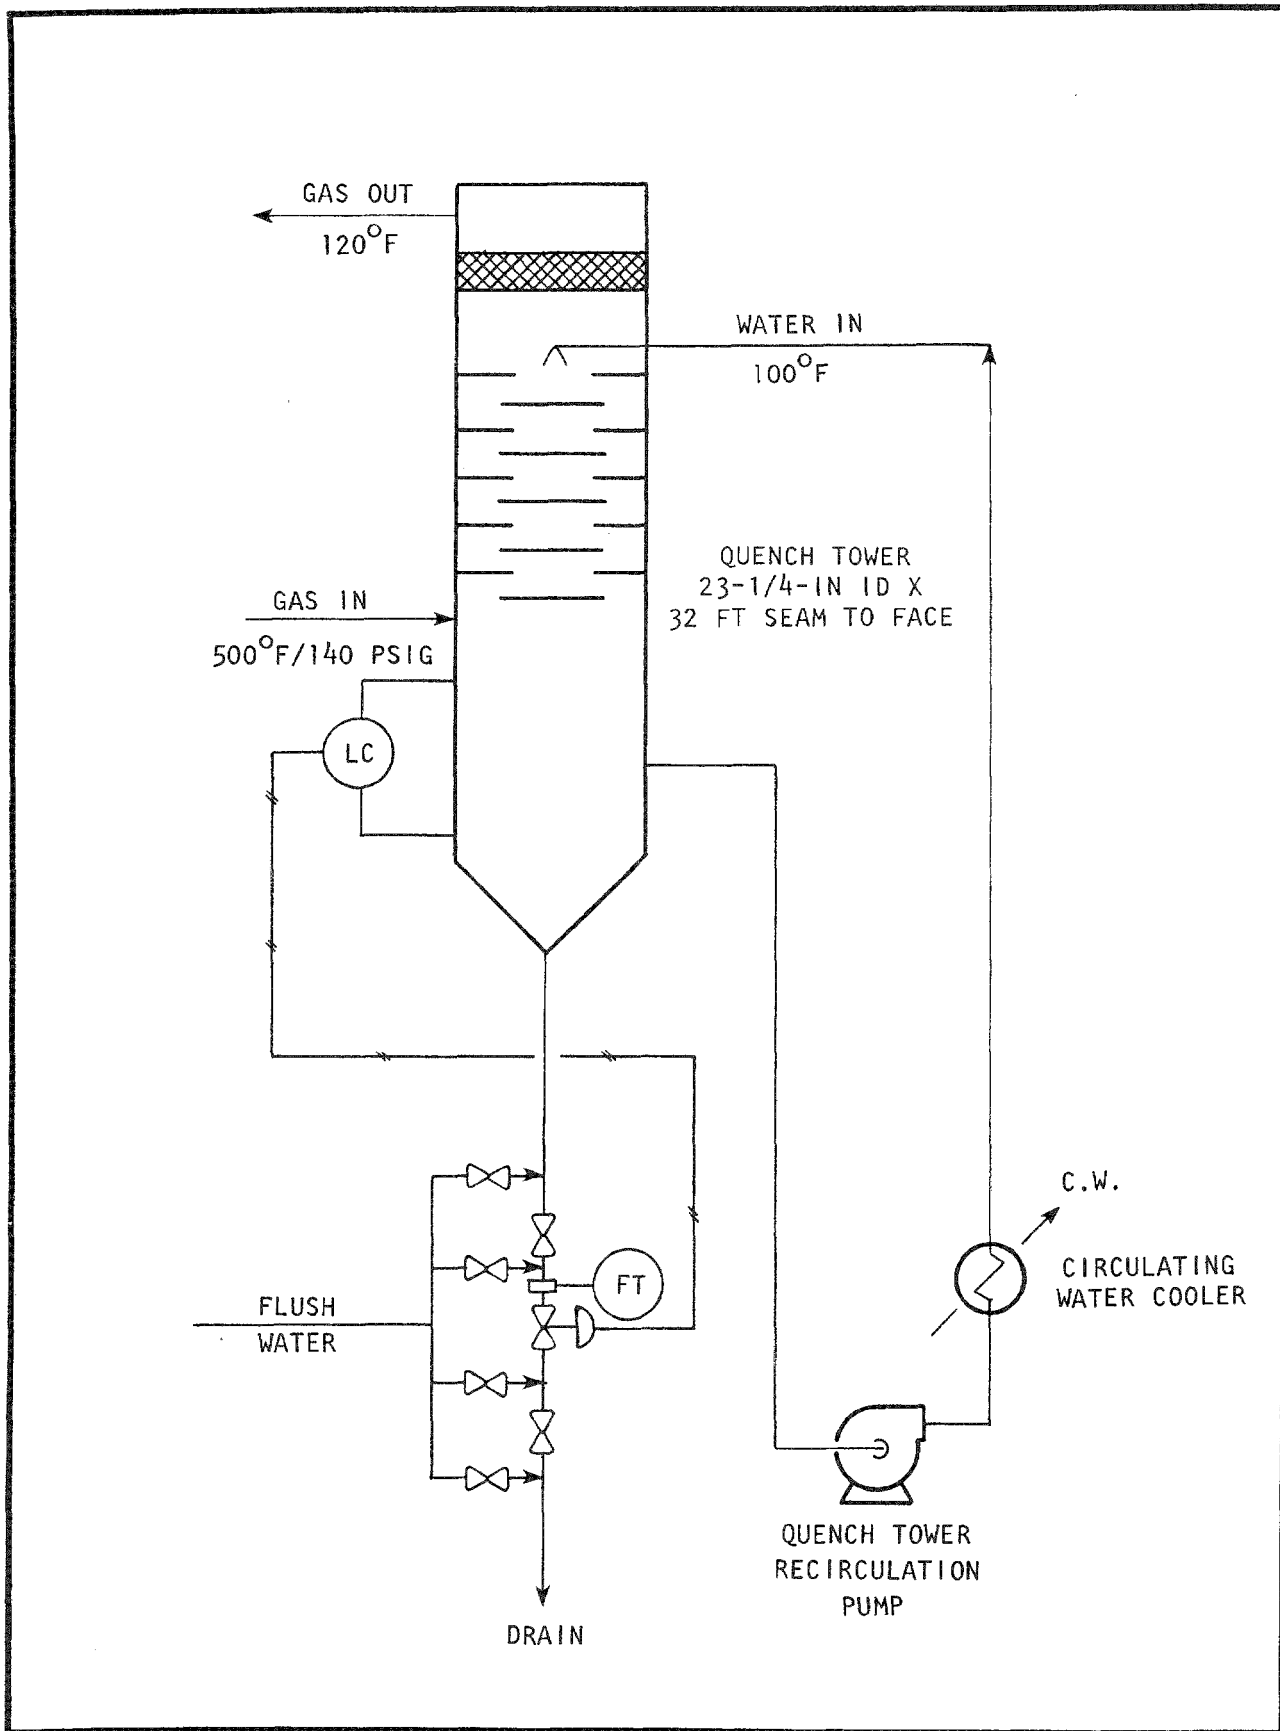 GAS OUT
120°F
WATER IN
100°F
QUENCH TOWER
23-1/4-IN ID X
32 FT SEAM TO FACE
GAS IN
500°F/140 PSIG
LC
C.W.
CIRCULATING
WATER COOLER
FT
FLUSH
WATER
QUENCH TOWER
RECIRCULATION
PUMP
DRAIN